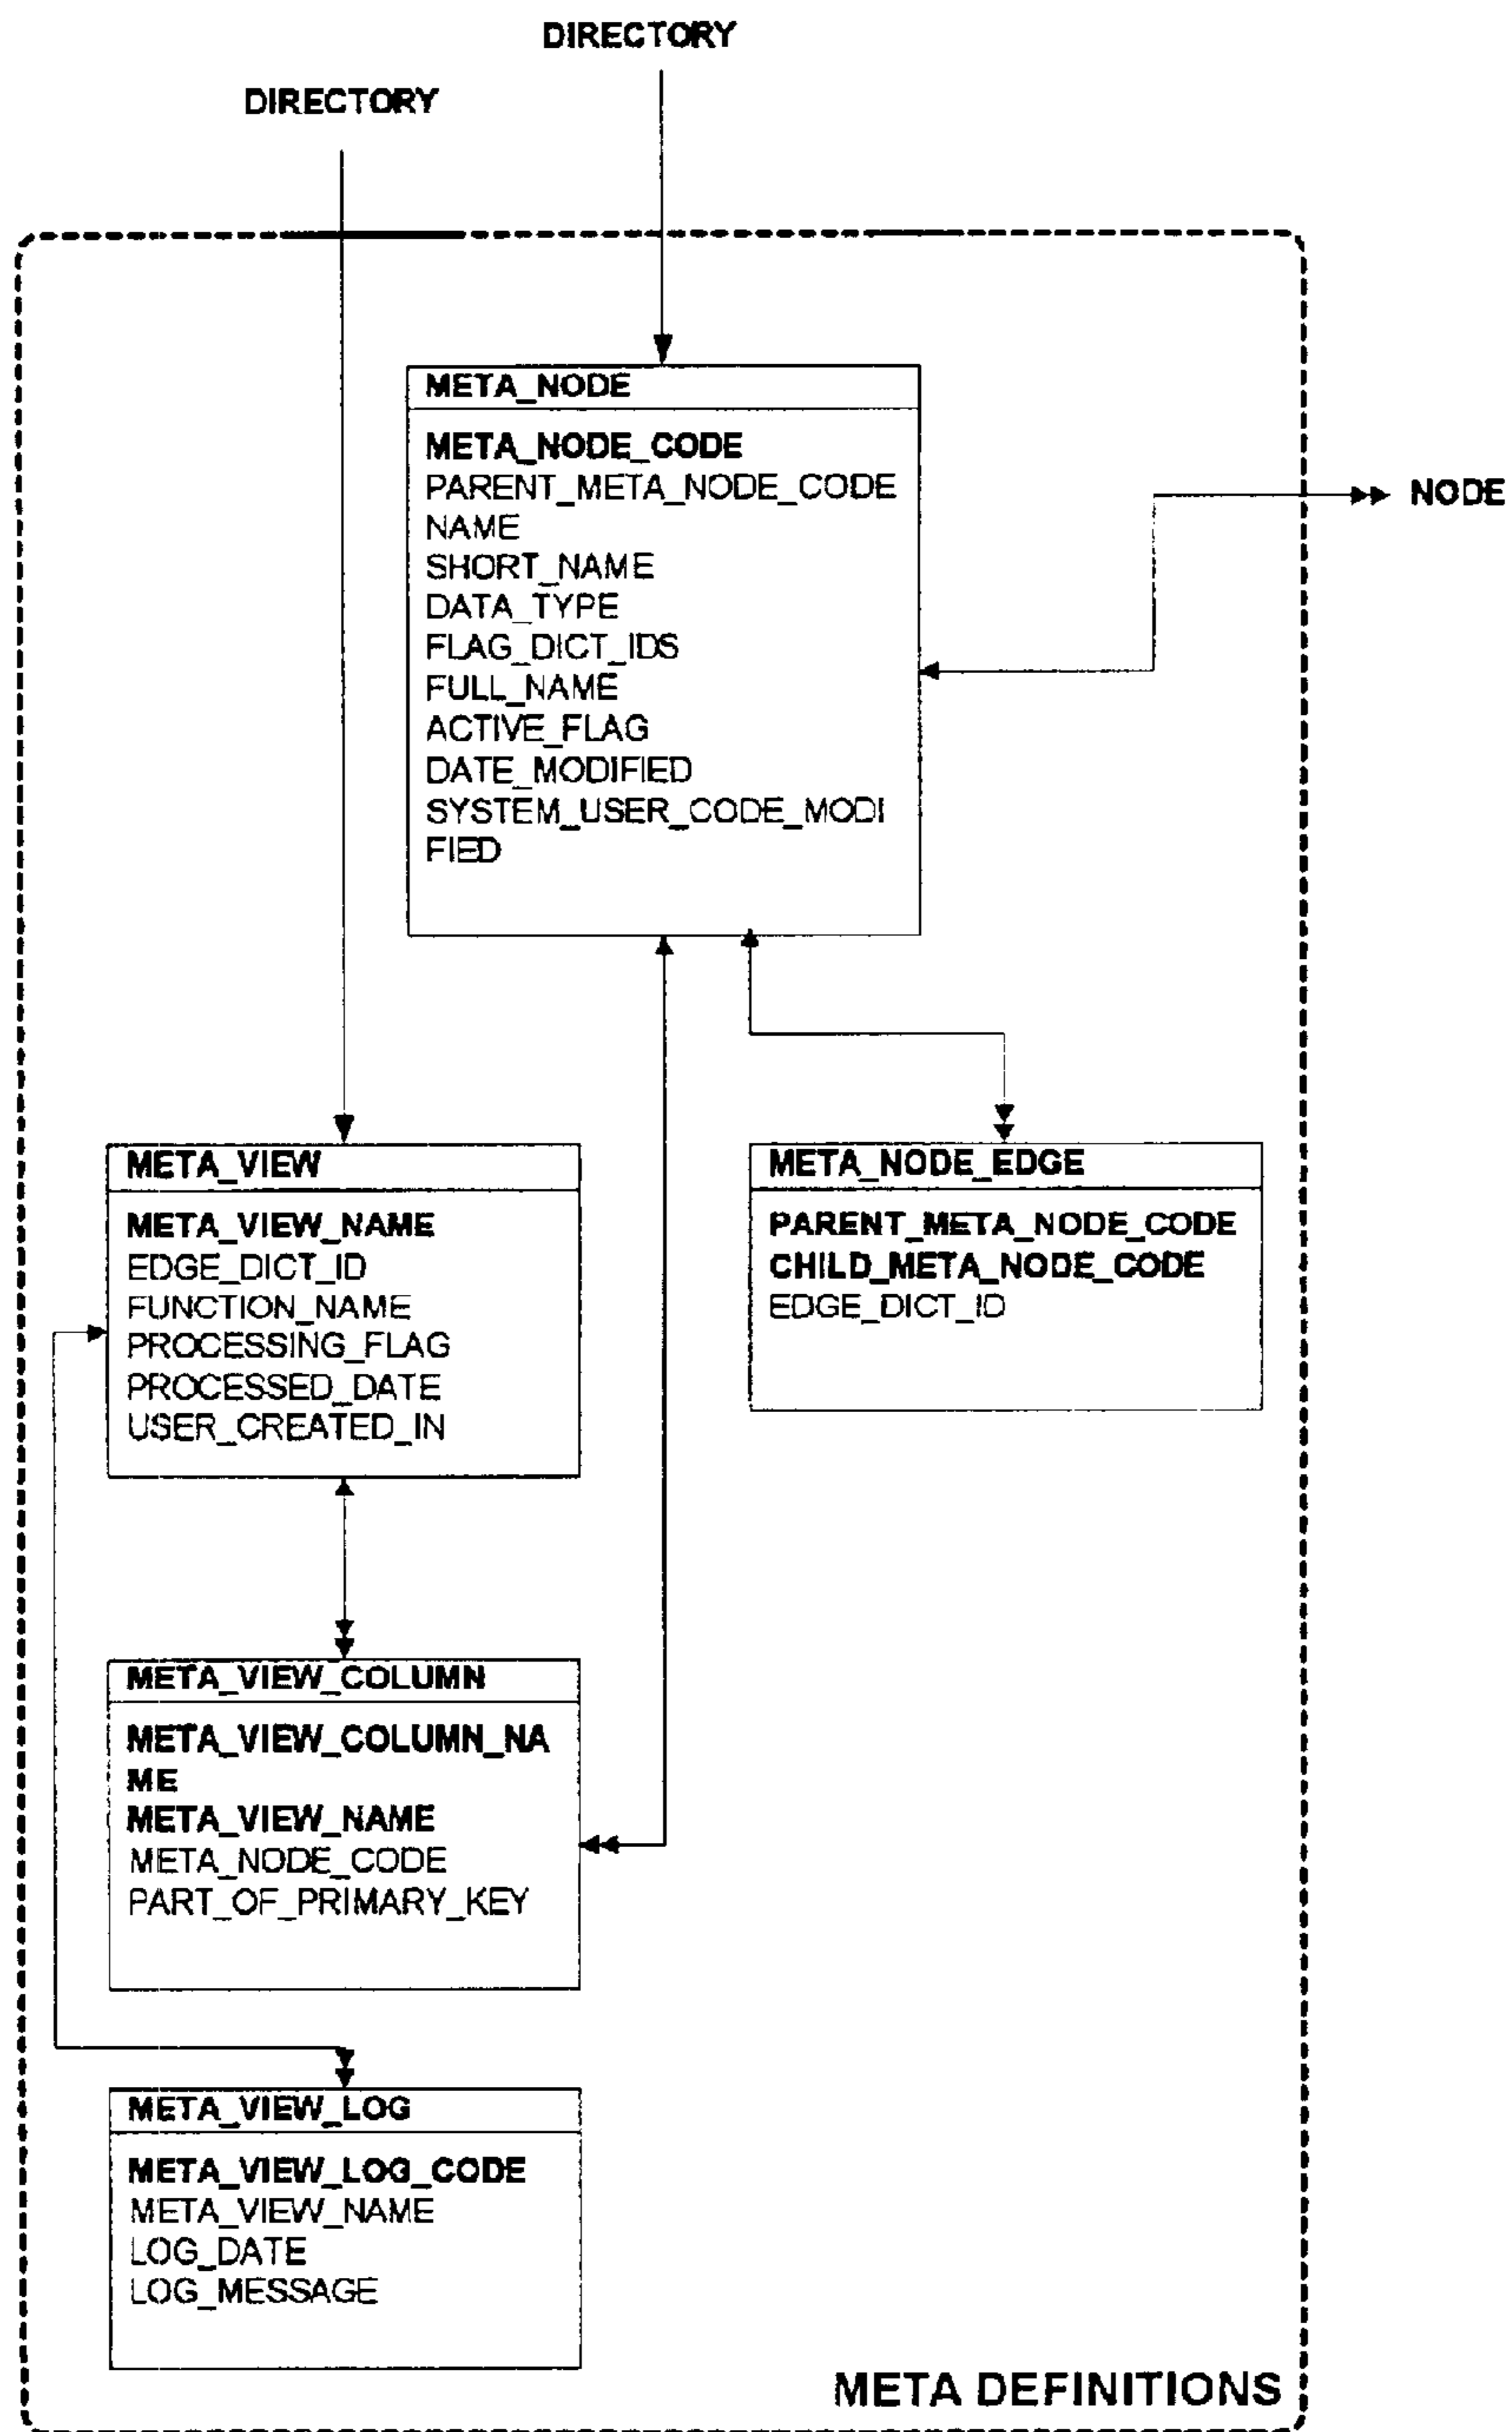 DIRECTORY
DIRECTORY
META_NODE
META_NODE_CODE
PARENT_META_NODE_CODE
NAME
SHORT_NAME
DATA_TYPE
FLAG_DICT_IDS
FULL_NAME
ACTIVE_FLAG
DATE_MODIFIED
SYSTEM_USER_CODE_MODI
FIED
NODE
META_VIEW
META_VIEW_NAME
EDGE_DICT_ID
FUNCTION_NAME
PROCESSING_FLAG
PROCESSED_DATE
USER_CREATED_IN
META_NODE_EDGE
PARENT_META_NODE_CODE
CHILD_META_NODE_CODE
EDGE_DICT_ID
META_VIEW_COLUMN
META_VIEW_COLUMN_NA
ME
META_VIEW_NAME
META_NODE_CODE
PART_OF_PRIMARY_KEY
META_VIEW_LOG
META_VIEW_LOG_CODE
META_VIEW_NAME
LOG_DATE
LOG_MESSAGE
META DEFINITIONS